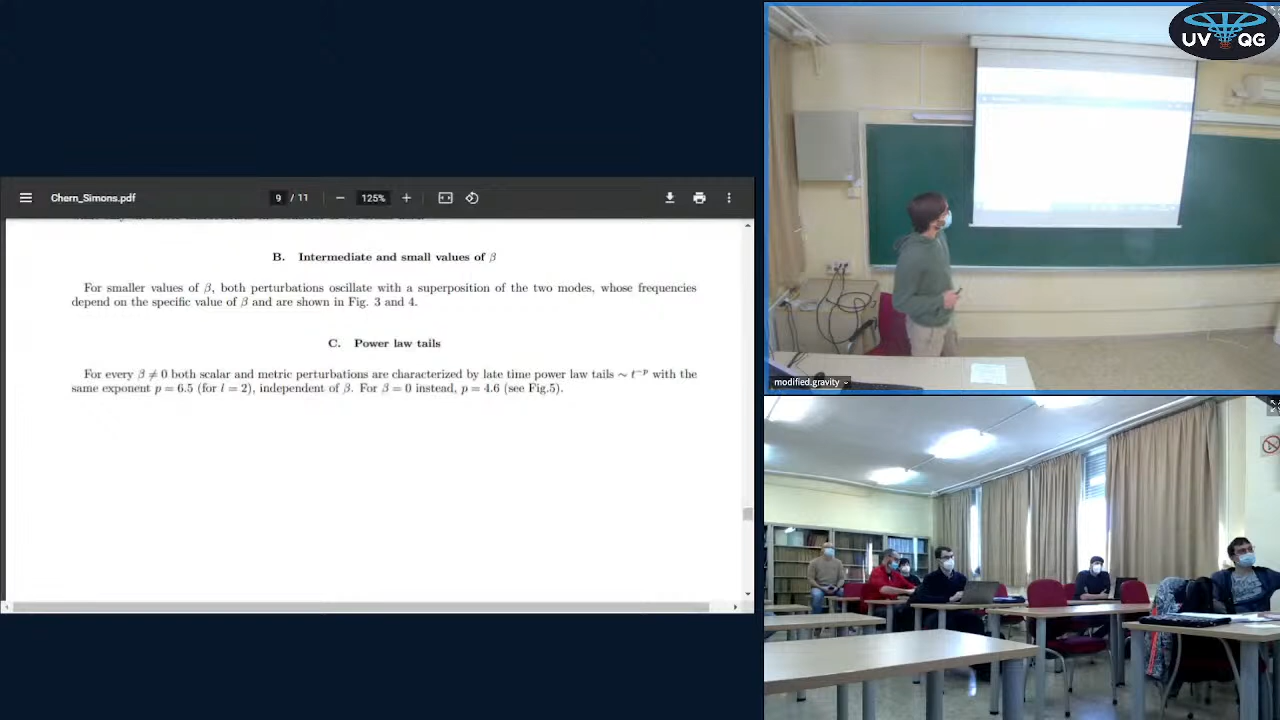 Chern_Simons.pdf
9 / 11
125%
B. Intermediate and small values of β
For smaller values of β, both perturbations oscillate with a superposition of the two modes, whose frequencies
depend on the specific value of β and are shown in Fig. 3 and 4.
C. Power law tails
For every β ≠ 0 both scalar and metric perturbations are characterized by late time power law tails ∼ t⁻ᵖ with the
same exponent p = 6.5 (for l = 2), independent of β. For β = 0 instead, p = 4.6 (see Fig.5).
UV QG
modified.gravity